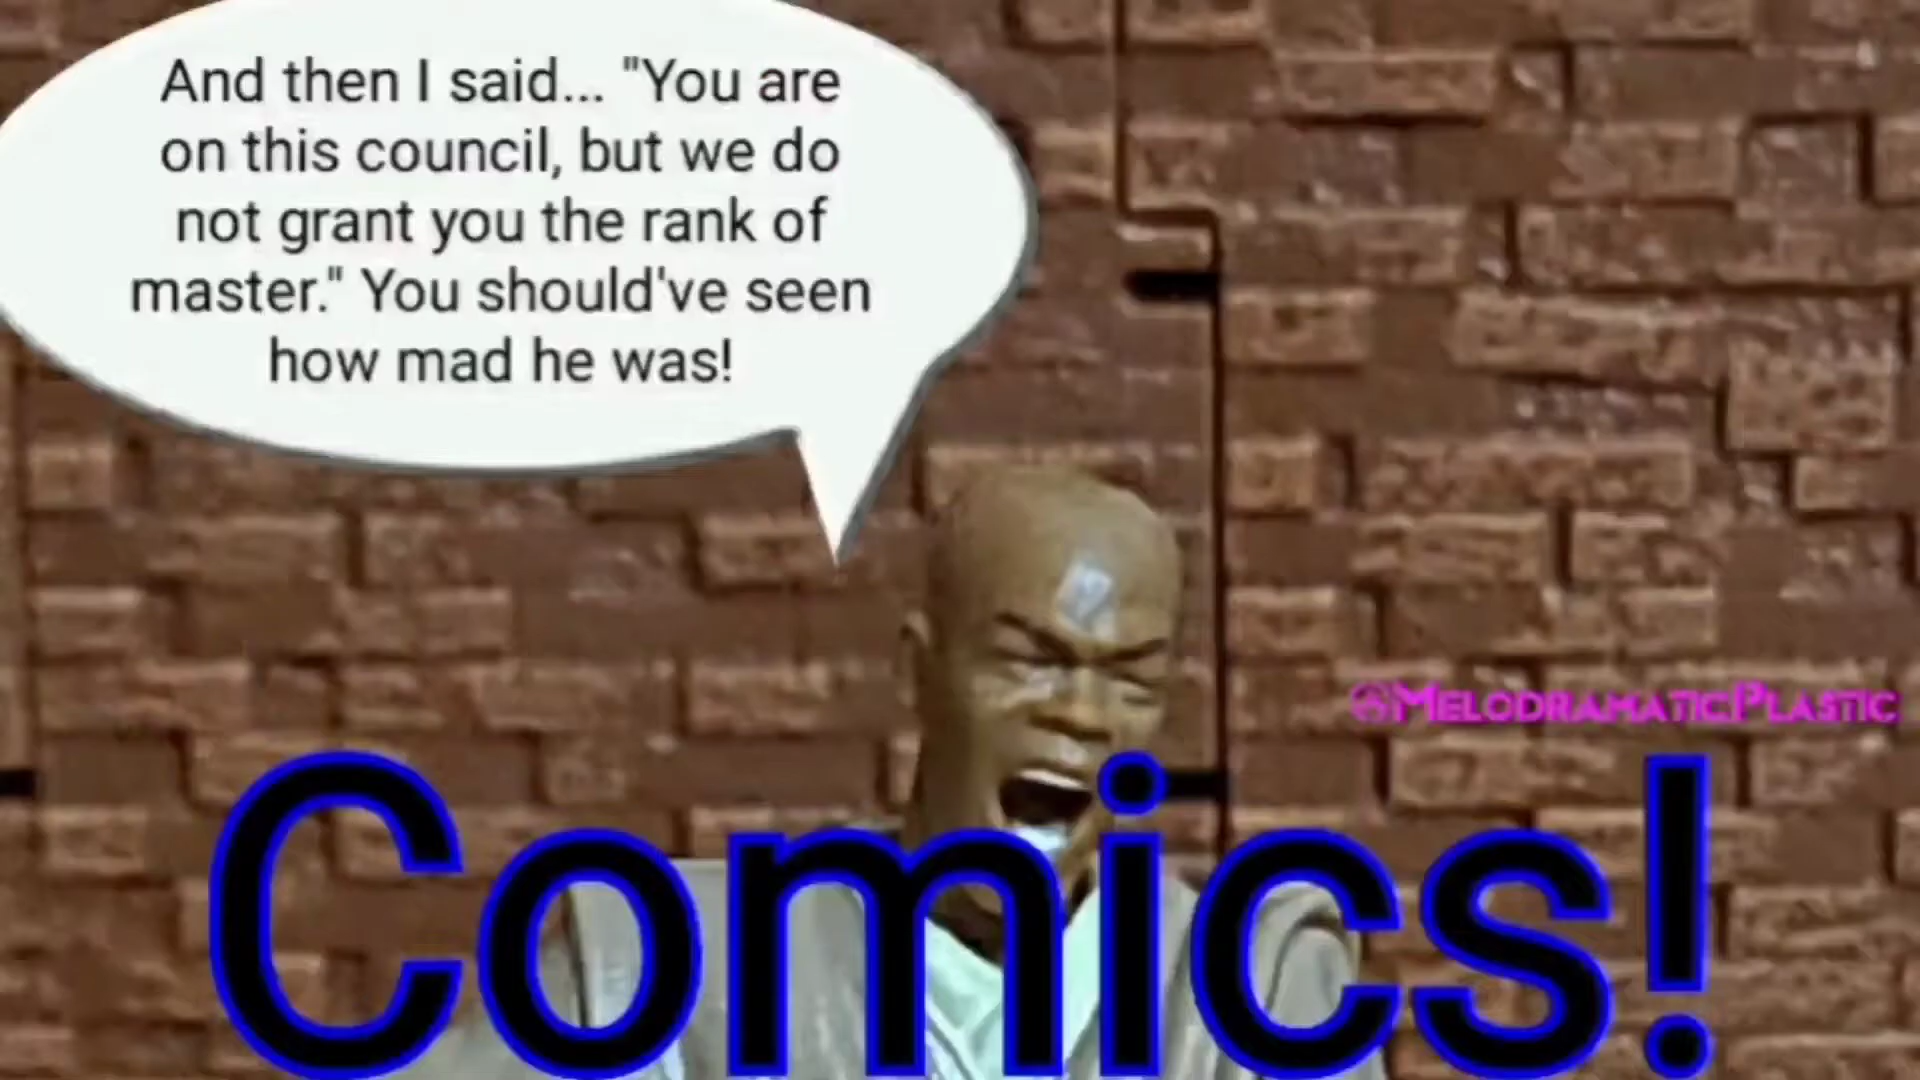 And then I said... "You are
on this council, but we do
not grant you the rank of
master." You should've seen
how mad he was!
@MelodramaticPlastic
Comics!